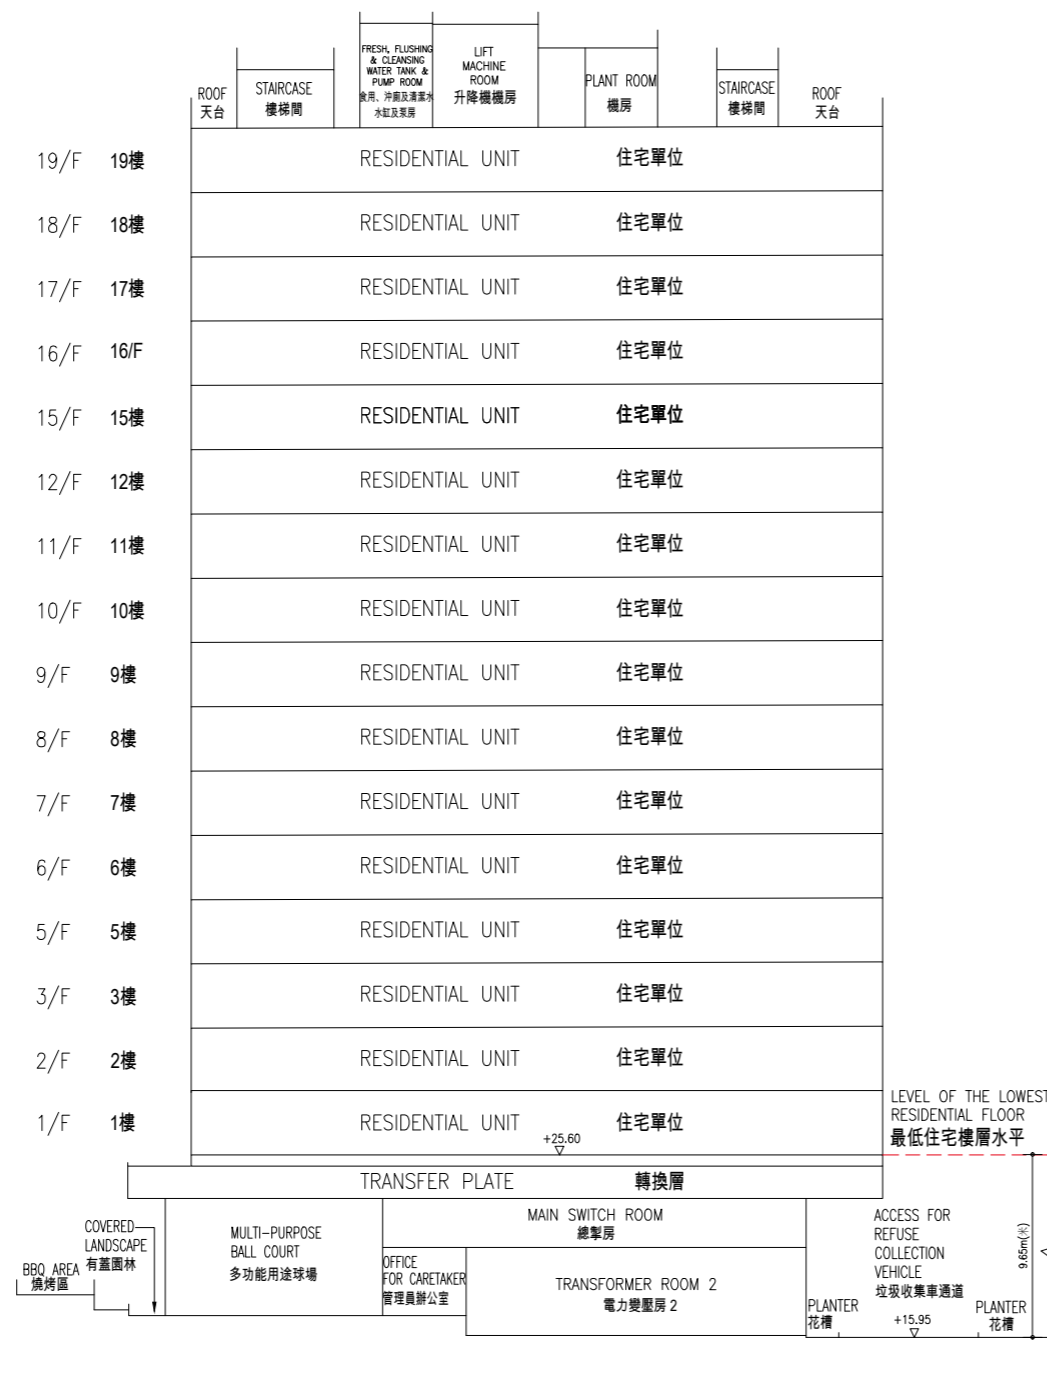 FRESH, FLUSHING
& CLEANSING
WATER TANK &
PUMP ROOM
食用、沖廁及清潔水
水缸及泵房
LIFT
MACHINE
ROOM
升降機機房
ROOF
天台
STAIRCASE
樓梯間
PLANT ROOM
機房
STAIRCASE
樓梯間
ROOF
天台
19/F 19樓 RESIDENTIAL UNIT 住宅單位
18/F 18樓 RESIDENTIAL UNIT 住宅單位
17/F 17樓 RESIDENTIAL UNIT 住宅單位
16/F 16/F RESIDENTIAL UNIT 住宅單位
15/F 15樓 RESIDENTIAL UNIT 住宅單位
12/F 12樓 RESIDENTIAL UNIT 住宅單位
11/F 11樓 RESIDENTIAL UNIT 住宅單位
10/F 10樓 RESIDENTIAL UNIT 住宅單位
9/F 9樓 RESIDENTIAL UNIT 住宅單位
8/F 8樓 RESIDENTIAL UNIT 住宅單位
7/F 7樓 RESIDENTIAL UNIT 住宅單位
6/F 6樓 RESIDENTIAL UNIT 住宅單位
5/F 5樓 RESIDENTIAL UNIT 住宅單位
3/F 3樓 RESIDENTIAL UNIT 住宅單位
2/F 2樓 RESIDENTIAL UNIT 住宅單位
1/F 1樓 RESIDENTIAL UNIT 住宅單位
+25.60
LEVEL OF THE LOWEST
RESIDENTIAL FLOOR
最低住宅樓層水平
TRANSFER PLATE 轉換層
COVERED
LANDSCAPE
有蓋園林
BBQ AREA
燒烤區
MULTI-PURPOSE
BALL COURT
多功能用途球場
MAIN SWITCH ROOM
總掣房
OFFICE
FOR CARETAKER
管理員辦公室
TRANSFORMER ROOM 2
電力變壓房 2
ACCESS FOR
REFUSE
COLLECTION
VEHICLE
垃圾收集車通道
PLANTER
花槽
+15.95
PLANTER
花槽
9.65m(米)